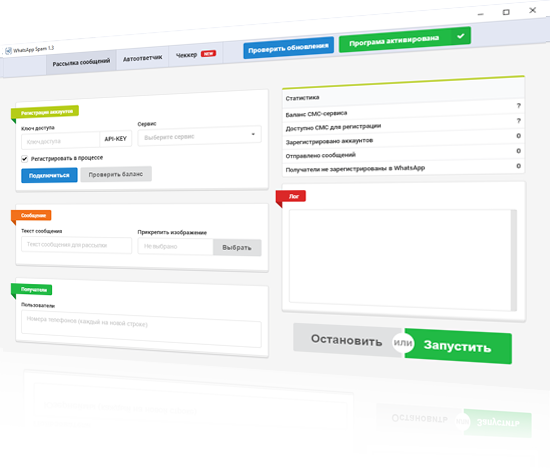 WhatsApp Spam 1.3
Рассылка сообщений
Автоответчик
Чеккер NEW
Проверить обновления
Програма активирована
Регистрация аккаунтов
Ключ доступа
Сервис
Ключ доступа
API-KEY
Выберите сервис
Регистрировать в процессе
Подключиться
Проверить баланс
Сообщение
Текст сообщения
Прикрепить изображение
Текст сообщения для рассылки
Не выбрано
Выбрать
Получатели
Пользователи
Номера телефонов (каждый на новой строке)
Статистика
Баланс СМС-сервиса ?
Доступно СМС для регистрации ?
Зарегистрировано аккаунтов 0
Отправлено сообщений 0
Получатели не зарегистрированы в WhatsApp 0
Лог
Остановить или Запустить